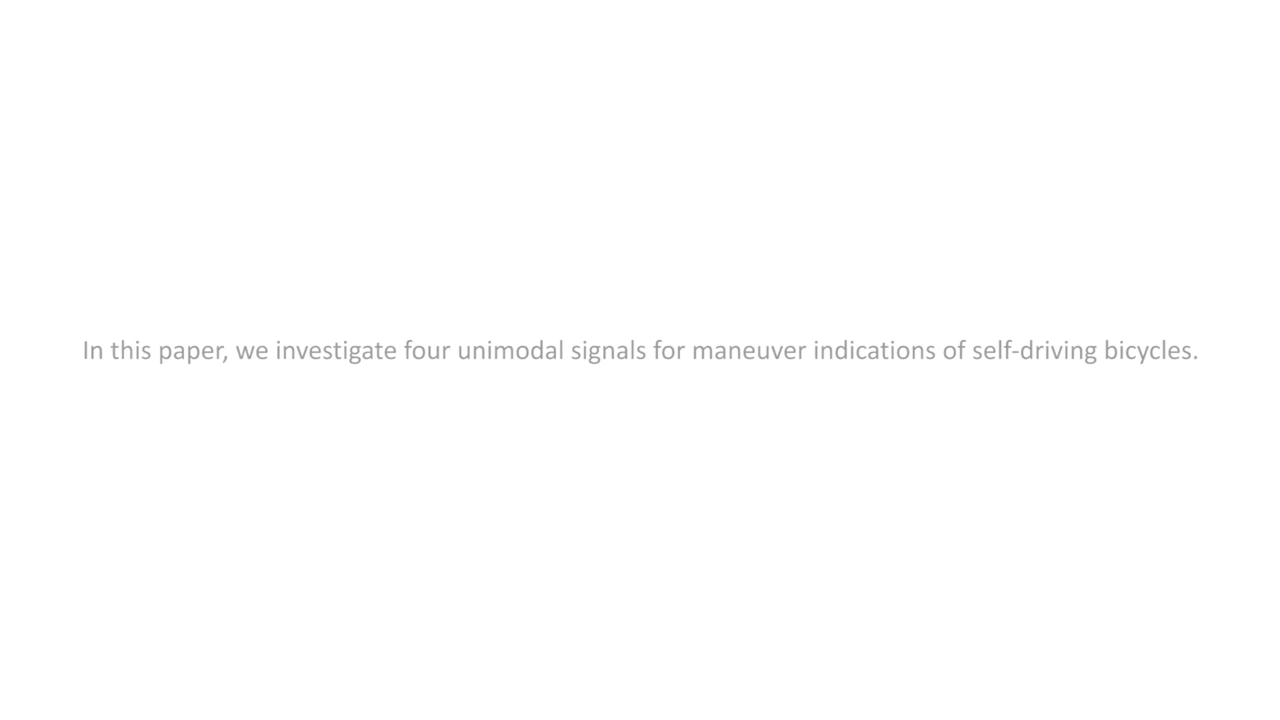 In this paper, we investigate four unimodal signals for maneuver indications of self-driving bicycles.